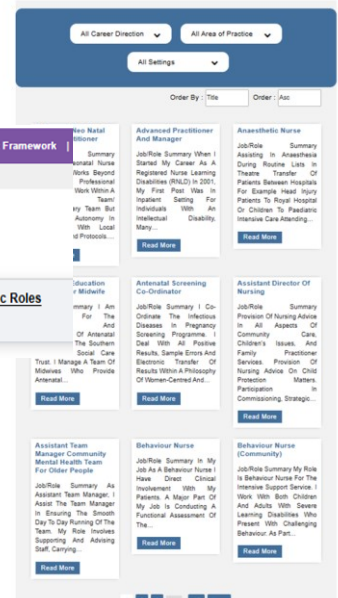 All Career Direction
All Area of Practice
All Settings
Order By : Title
Order : Asc
Framework |
Neo Natal
Summary
Neonatal Nurse
Works Beyond
Professional
Work Within A
Team/
Team But
Autonomy In
With Local
d Protocols....
Advanced Practitioner
And Manager
Job/Role Summary When I
Started My Career As A
Registered Nurse Learning
Disabilities (RNLD) In 2001,
My First Post Was In
Inpatient Setting For
Individuals With An
Intellectual Disability,
Many...
Read More
Anaesthetic Nurse
Job/Role Summary
Assisting In Anaesthesia
During Routine Lists In
Theatre Transfer Of
Patients Between Hospitals
For Example Head Injury
Patients To Royal Hospital
Or Children To Paediatric
Intensive Care Attending...
Read More
c Roles
Education
r Midwife
mmary I Am
For The
And
Of Antenatal
The Southern
Social Care
Trust. I Manage A Team Of
Midwives Who Provide
Antenatal...
Read More
Antenatal Screening
Co-Ordinator
Job/Role Summary I Co-
Ordinate The Infectious
Diseases In Pregnancy
Screening Programme. I
Deal With All Positive
Results, Sample Errors And
Electronic Transfer Of
Results Within A Philosophy
Of Women-Centred And...
Read More
Assistant Director Of
Nursing
Job/Role Summary
Provision Of Nursing Advice
In All Aspects Of
Community Care,
Children's Issues, And
Family Practitioner
Services. Provision Of
Nursing Advice On Child
Protection Matters.
Participation In
Commissioning, Strategic...
Read More
Assistant Team
Manager Community
Mental Health Team
For Older People
Job/Role Summary As
Assistant Team Manager, I
Assist The Team Manager
In Ensuring The Smooth
Day To Day Running Of The
Team. My Role Involves
Supporting And Advising
Staff, Carrying...
Read More
Behaviour Nurse
Job/Role Summary In My
Job As A Behaviour Nurse I
Have Direct Clinical
Involvement With My
Patients. A Major Part Of
My Job Is Conducting A
Functional Assessment Of
The...
Read More
Behaviour Nurse
(Community)
Job/Role Summary My Role
Is Behaviour Nurse For The
Intensive Support Service. I
Work With Both Children
And Adults With Severe
Learning Disabilities Who
Present With Challenging
Behaviour. As Part...
Read More